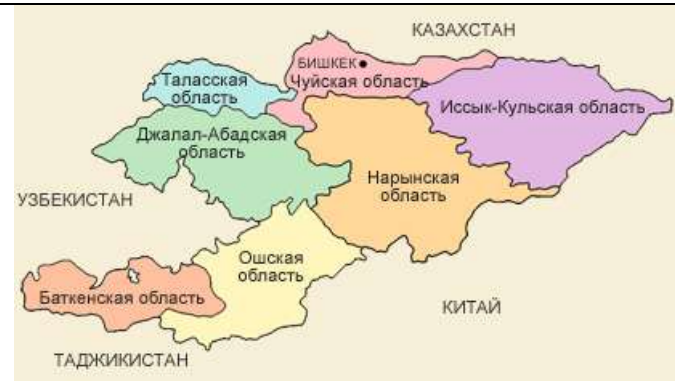 КАЗАХСТАН
БИШКЕК
Чуйская область
Таласская
область
Иссык-Кульская область
Джалал-Абадская
область
Нарынская
область
УЗБЕКИСТАН
Ошская
область
Баткенская область
КИТАЙ
ТАДЖИКИСТАН